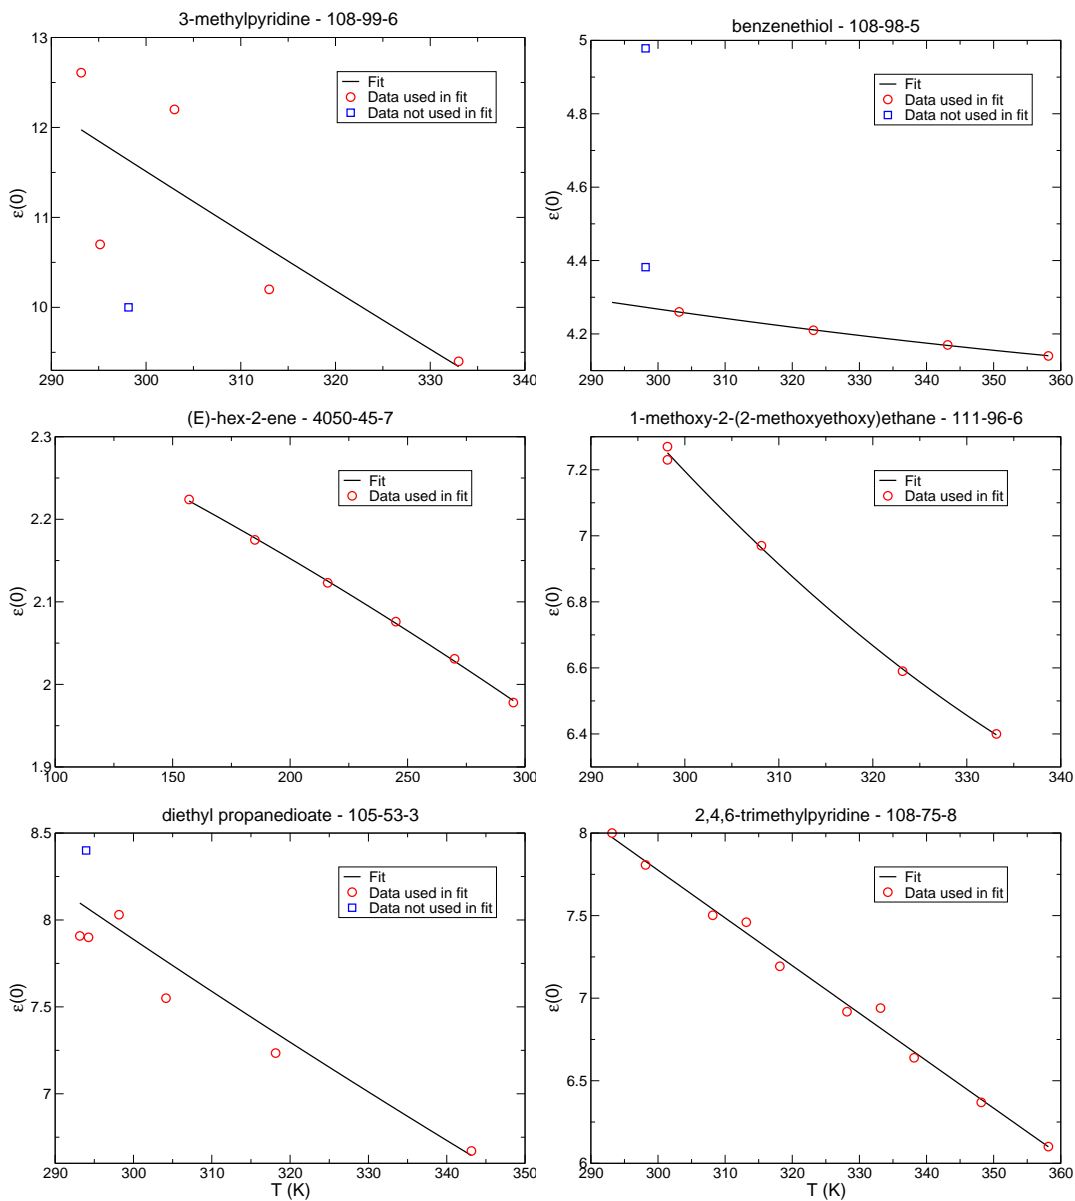 3-methylpyridine - 108-99-6
13
12
11
10
ε(0)
290
300
310
320
330
340
Fit
Data used in fit
Data not used in fit
benzenethiol - 108-98-5
5
4.8
4.6
4.4
4.2
ε(0)
290
300
310
320
330
340
350
360
Fit
Data used in fit
Data not used in fit
(E)-hex-2-ene - 4050-45-7
2.3
2.2
2.1
2
1.9
ε(0)
100
150
200
250
300
Fit
Data used in fit
1-methoxy-2-(2-methoxyethoxy)ethane - 111-96-6
7.2
7
6.8
6.6
6.4
ε(0)
290
300
310
320
330
340
Fit
Data used in fit
diethyl propanedioate - 105-53-3
8.5
8
7.5
7
ε(0)
290
300
310
320
330
340
350
T (K)
Fit
Data used in fit
Data not used in fit
2,4,6-trimethylpyridine - 108-75-8
8
7.5
7
6.5
6
ε(0)
290
300
310
320
330
340
350
360
T (K)
Fit
Data used in fit